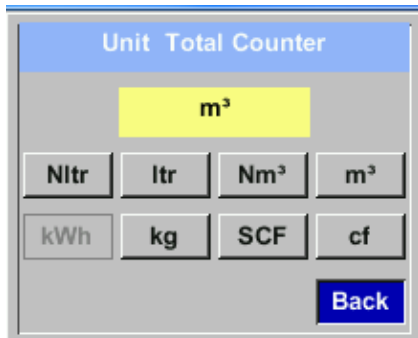 Unit Total Counter
m³
Nltr ltr Nm³ m³
kWh kg SCF cf
Back